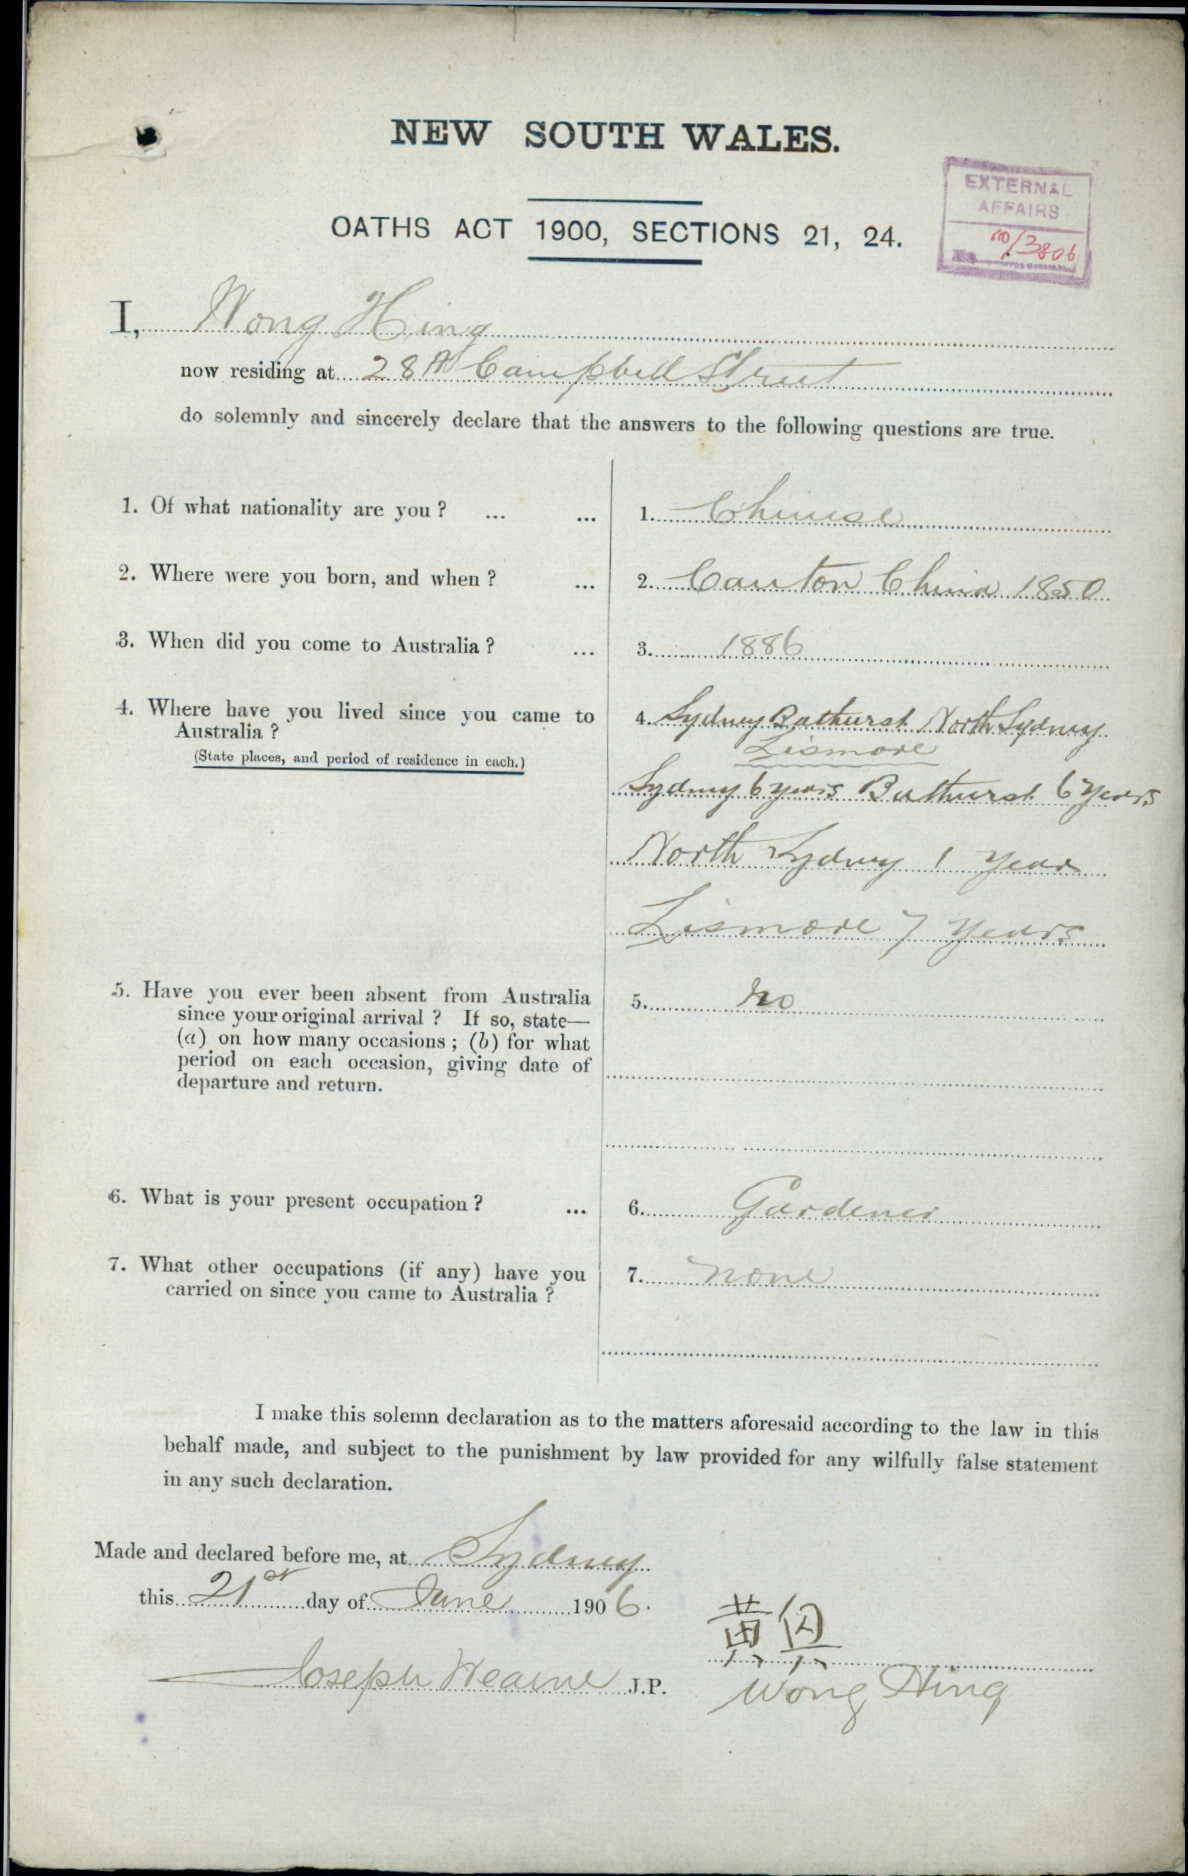 NEW SOUTH WALES.
EXTERNAL
AFFAIRS
No. 06/3806
OATHS ACT 1900, SECTIONS 21, 24.
I, Wong Hing
now residing at 28A Campbell Street
do solemnly and sincerely declare that the answers to the following questions are true.
1. Of what nationality are you? ... ... 1. Chinese
2. Where were you born, and when? ... 2. Canton China 1850
3. When did you come to Australia? ... 3. 1886
4. Where have you lived since you came to 4. Sydney Bathurst North Sydney
Australia?
Lismore
(State places, and period of residence in each.)
Sydney 6 years Bathurst 6 years
North Sydney 1 year
Lismore 7 years
5. Have you ever been absent from Australia 5. no
since your original arrival? If so, state—
(a) on how many occasions; (b) for what
period on each occasion, giving date of
departure and return.
6. What is your present occupation? ... 6. Gardener
7. What other occupations (if any) have you 7. none
carried on since you came to Australia?
I make this solemn declaration as to the matters aforesaid according to the law in this
behalf made, and subject to the punishment by law provided for any wilfully false statement
in any such declaration.
Made and declared before me, at Sydney
this 21st day of June 1906.
黄
Joseph Wearne J.P.
Wong Hing